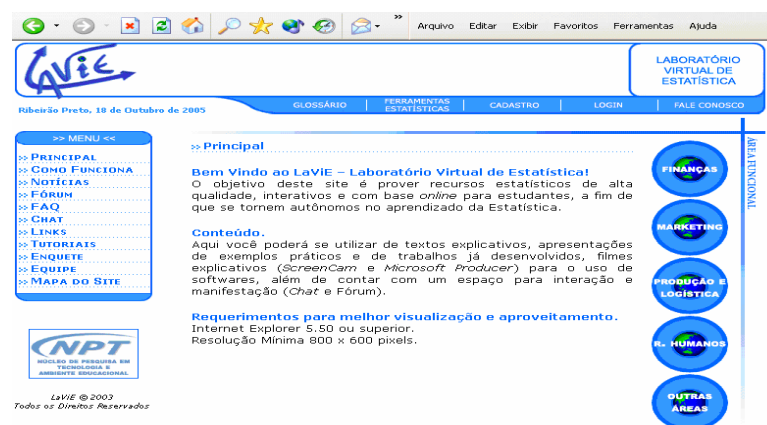 Arquivo Editar Exibir Favoritos Ferramentas Ajuda
LaViE
LABORATÓRIO
VIRTUAL DE
ESTATÍSTICA
Ribeirão Preto, 18 de Outubro de 2005
GLOSSÁRIO
FERRAMENTAS
ESTATÍSTICAS
CADASTRO
LOGIN
FALE CONOSCO
>> MENU <<
»Principal
»Como Funciona
»Notícias
»Fórum
»FAQ
»Chat
»Links
»Tutoriais
»Enquete
»Equipe
»Mapa do Site
NPT
NÚCLEO DE PESQUISA EM
TECNOLOGIA E
AMBIENTE EDUCACIONAL
LaViE © 2003
Todos os Direitos Reservados
»Principal
Bem Vindo ao LaViE – Laboratório Virtual de Estatística!
O objetivo deste site é prover recursos estatísticos de alta
qualidade, interativos e com base online para estudantes, a fim de
que se tornem autônomos no aprendizado da Estatística.
Conteúdo.
Aqui você poderá se utilizar de textos explicativos, apresentações
de exemplos práticos e de trabalhos já desenvolvidos, filmes
explicativos (ScreenCam e Microsoft Producer) para o uso de
softwares, além de contar com um espaço para interação e
manifestação (Chat e Fórum).
Requerimentos para melhor visualização e aproveitamento.
Internet Explorer 5.50 ou superior.
Resolução Mínima 800 x 600 pixels.
FINANÇAS
MARKETING
PRODUÇÃO E
LOGÍSTICA
R. HUMANOS
OUTRAS
ÁREAS
ÁREA FUNCIONAL